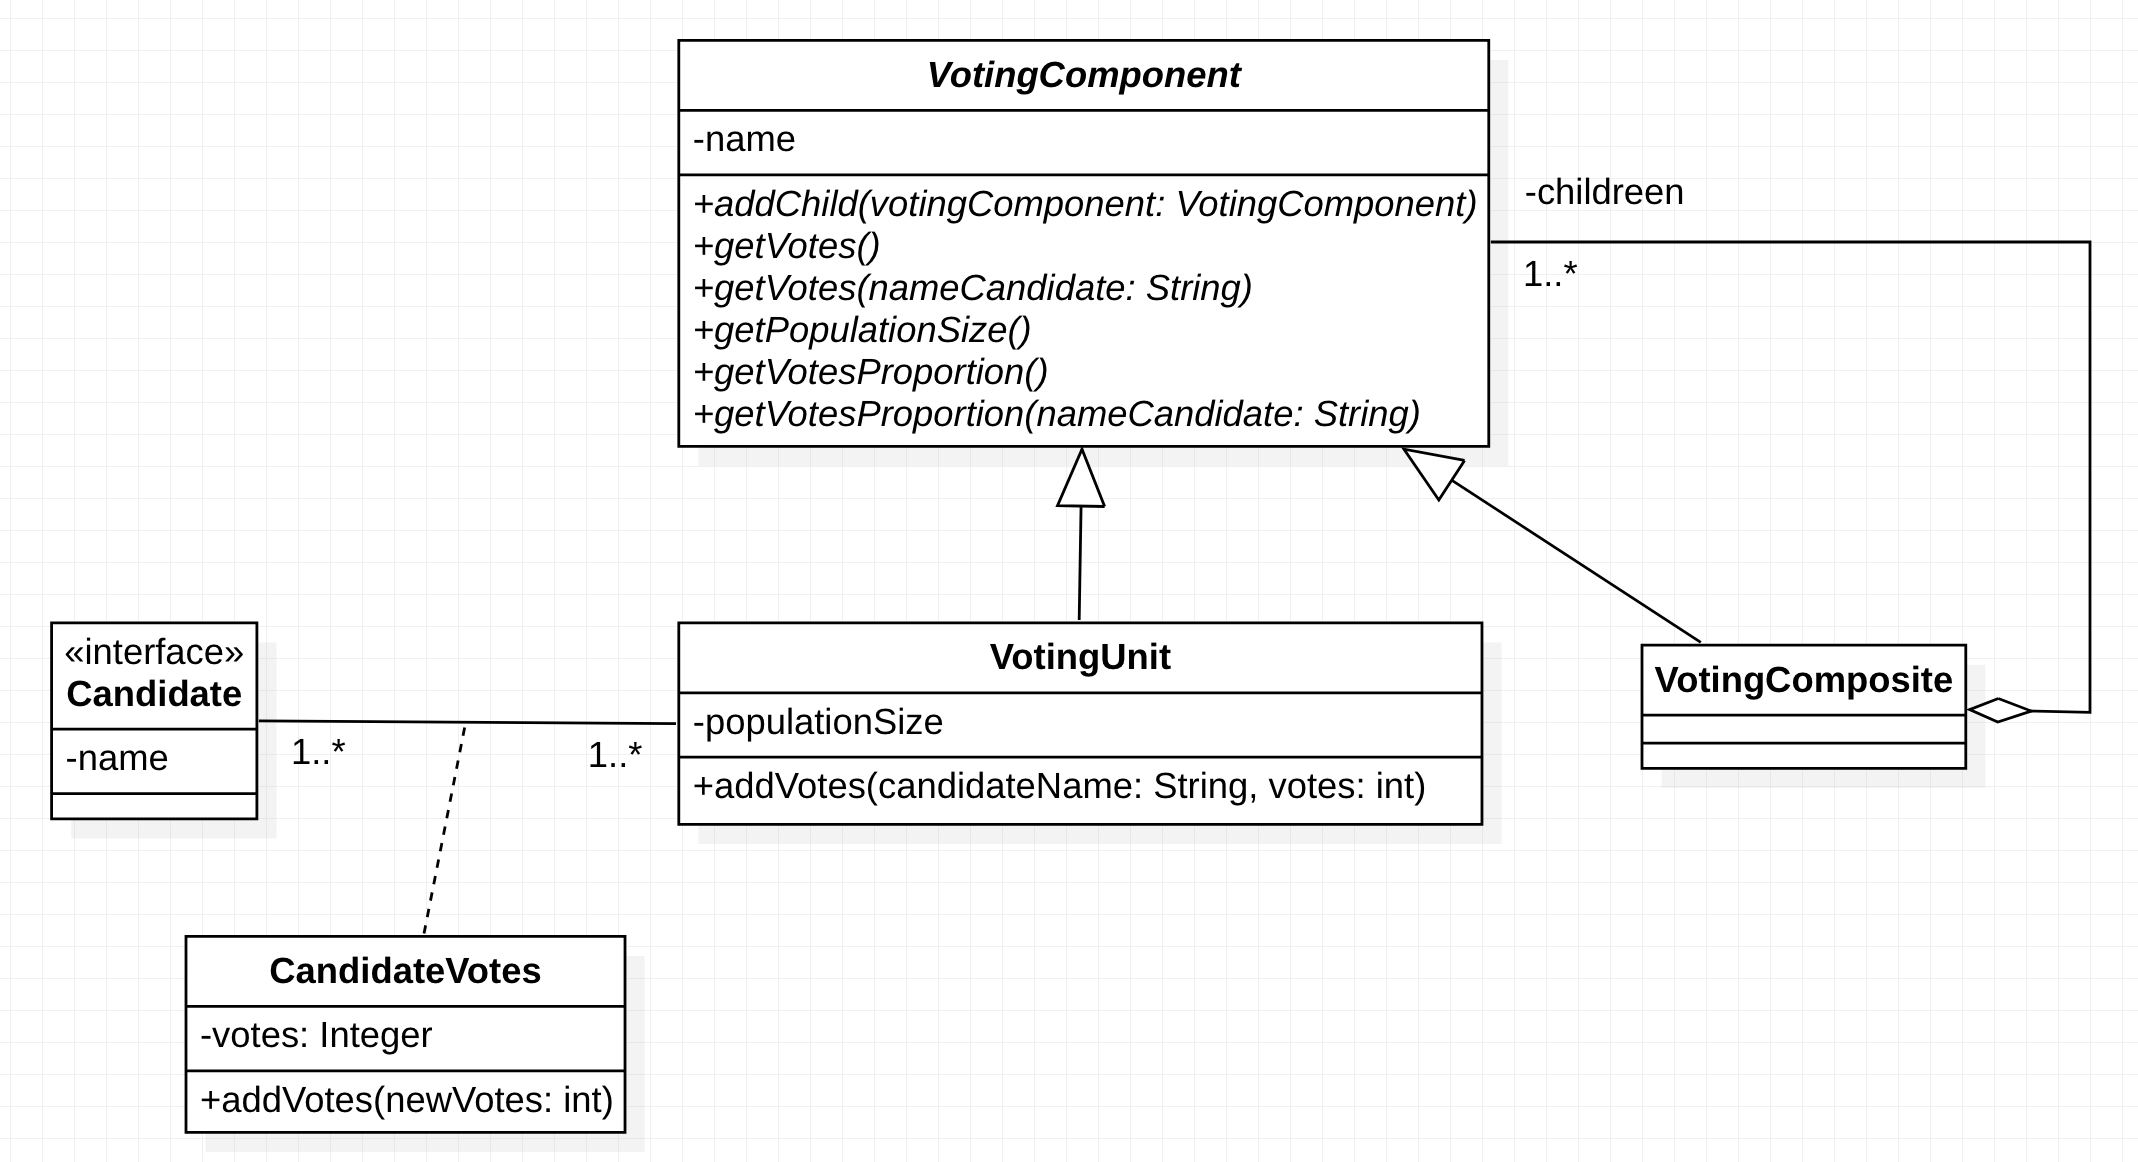 VotingComponent
-name
+addChild(votingComponent: VotingComponent)
+getVotes()
+getVotes(nameCandidate: String)
+getPopulationSize()
+getVotesProportion()
+getVotesProportion(nameCandidate: String)
-childreen
1..*
«interface»
Candidate
-name
1..*
1..*
VotingUnit
-populationSize
+addVotes(candidateName: String, votes: int)
VotingComposite
CandidateVotes
-votes: Integer
+addVotes(newVotes: int)